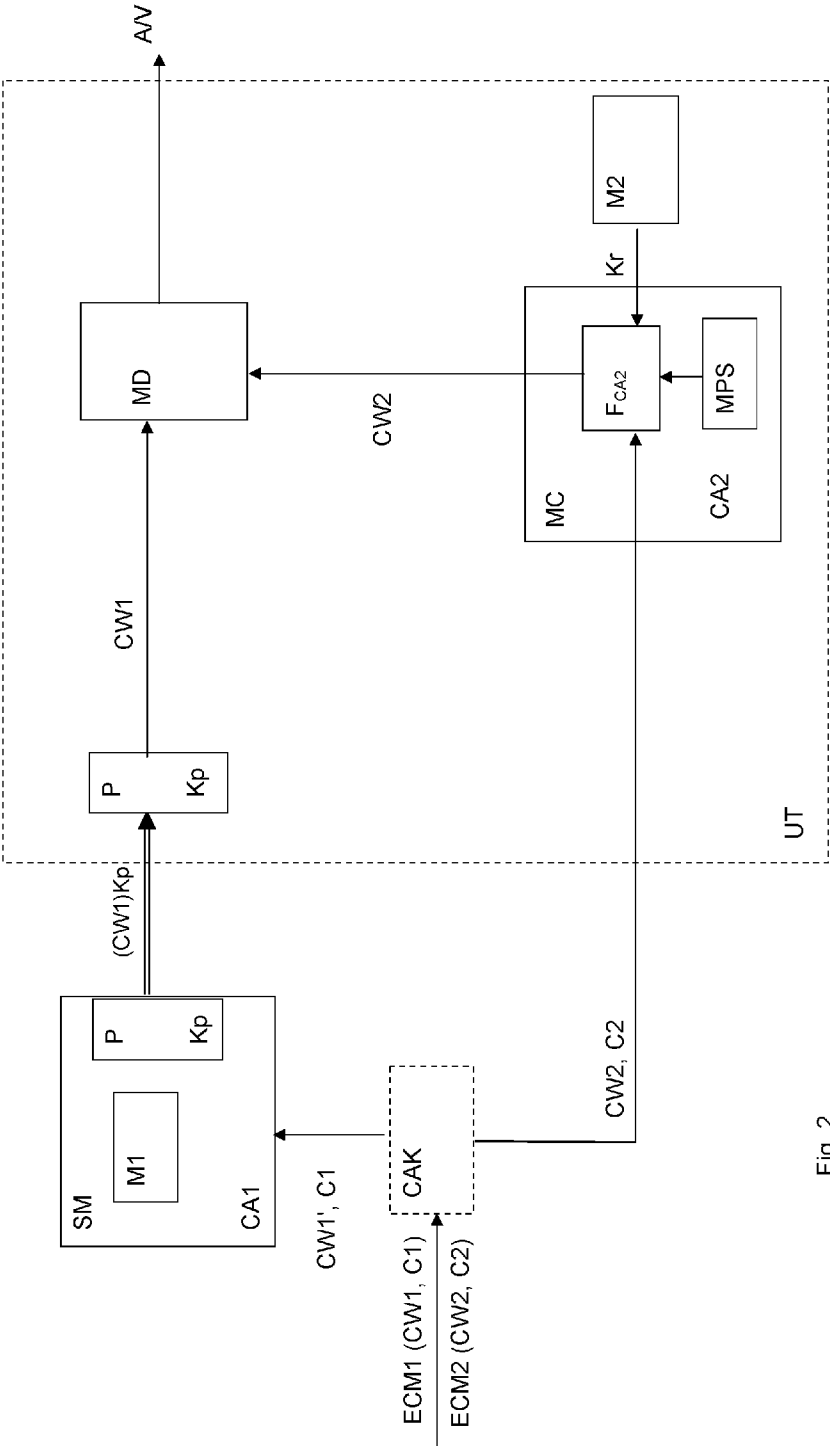 A/V
MD
CW1
P
Kp
(CW1)Kp
P
Kp
M1
SM
CA1
CW1', C1
CAK
ECM1 (CW1, C1)
ECM2 (CW2, C2)
CW2, C2
CW2
MC
FCA2
Kr
M2
MPS
CA2
UT
Fig. 2